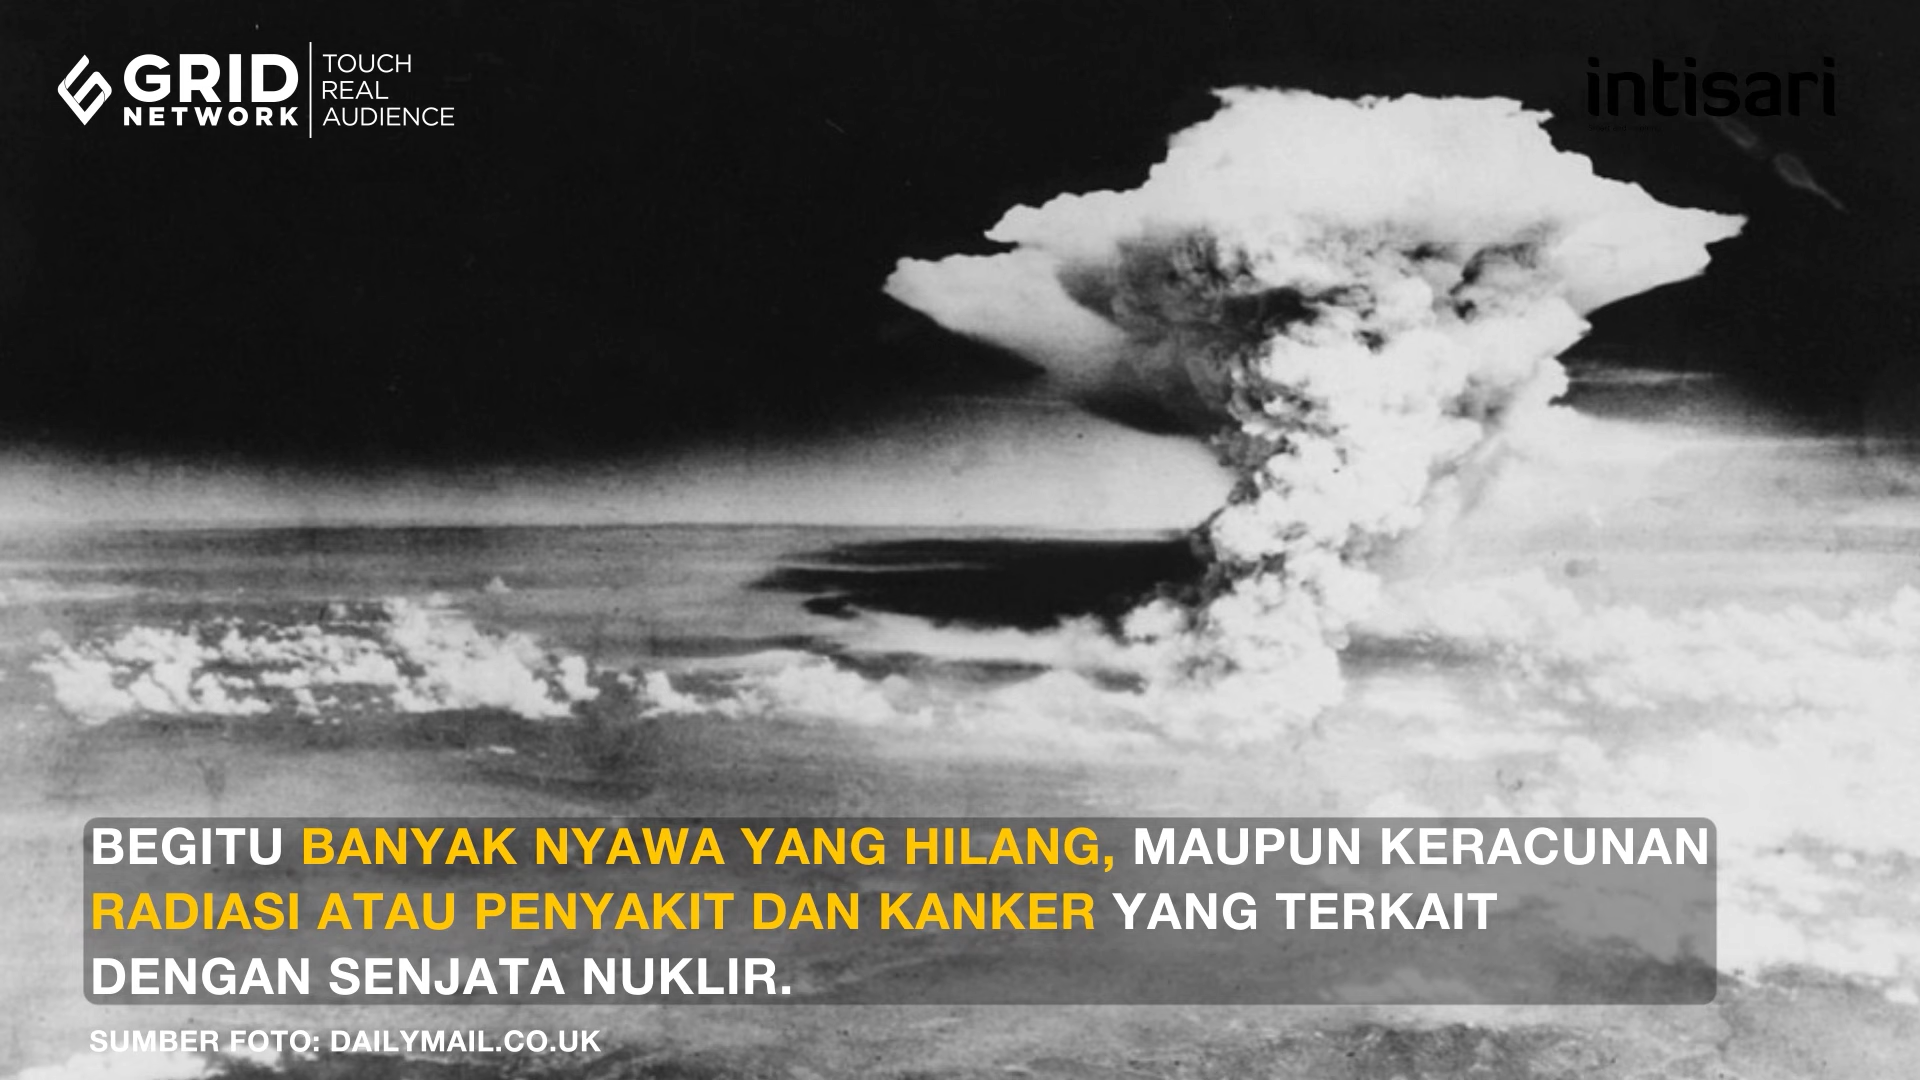 GRID
NETWORK
TOUCH
REAL
AUDIENCE
intisari
BEGITU BANYAK NYAWA YANG HILANG, MAUPUN KERACUNAN
RADIASI ATAU PENYAKIT DAN KANKER YANG TERKAIT
DENGAN SENJATA NUKLIR.
SUMBER FOTO: DAILYMAIL.CO.UK